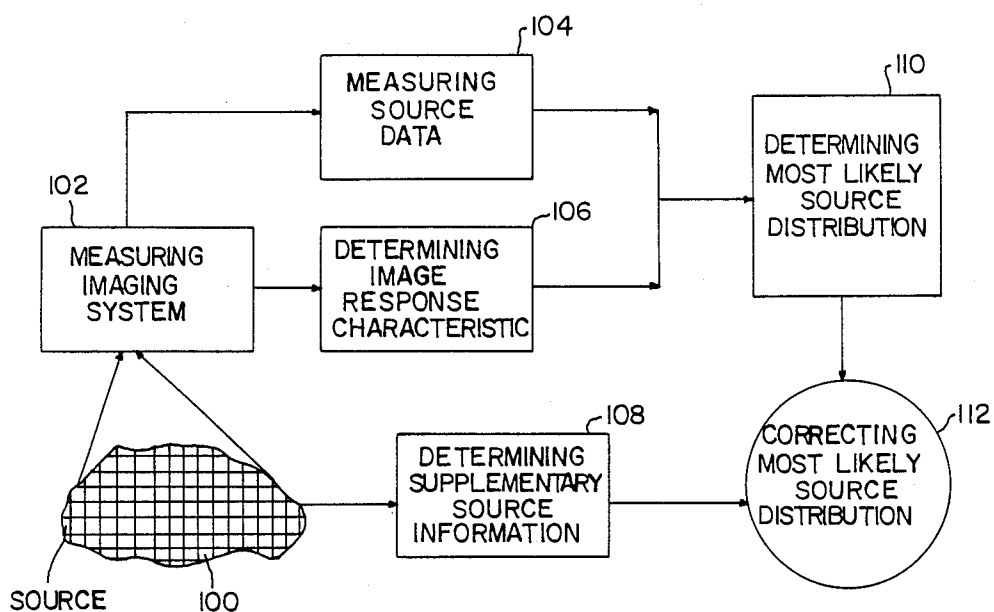 104
MEASURING
SOURCE
DATA
110
DETERMINING
MOST LIKELY
SOURCE
DISTRIBUTION
102
MEASURING
IMAGING
SYSTEM
106
DETERMINING
IMAGE
RESPONSE
CHARACTERISTIC
108
DETERMINING
SUPPLEMENTARY
SOURCE
INFORMATION
112
CORRECTING
MOST LIKELY
SOURCE
DISTRIBUTION
SOURCE
100